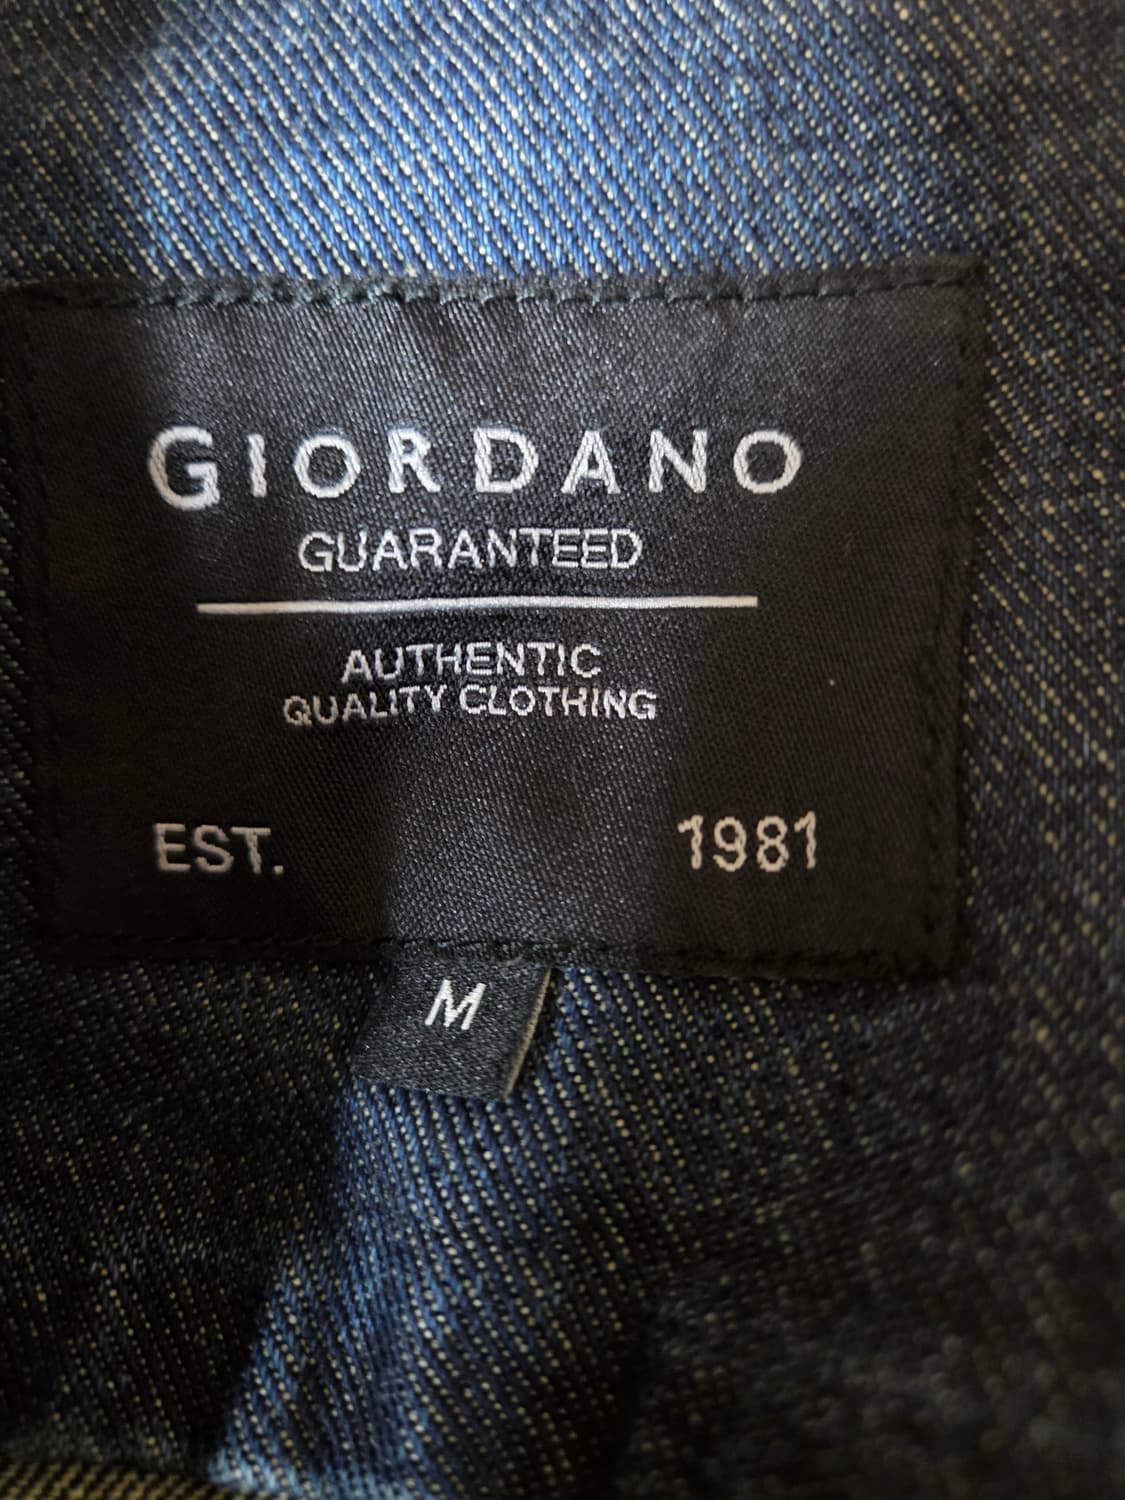 GIORDANO
GUARANTEED
AUTHENTIC
QUALITY CLOTHING
EST. 1981
M